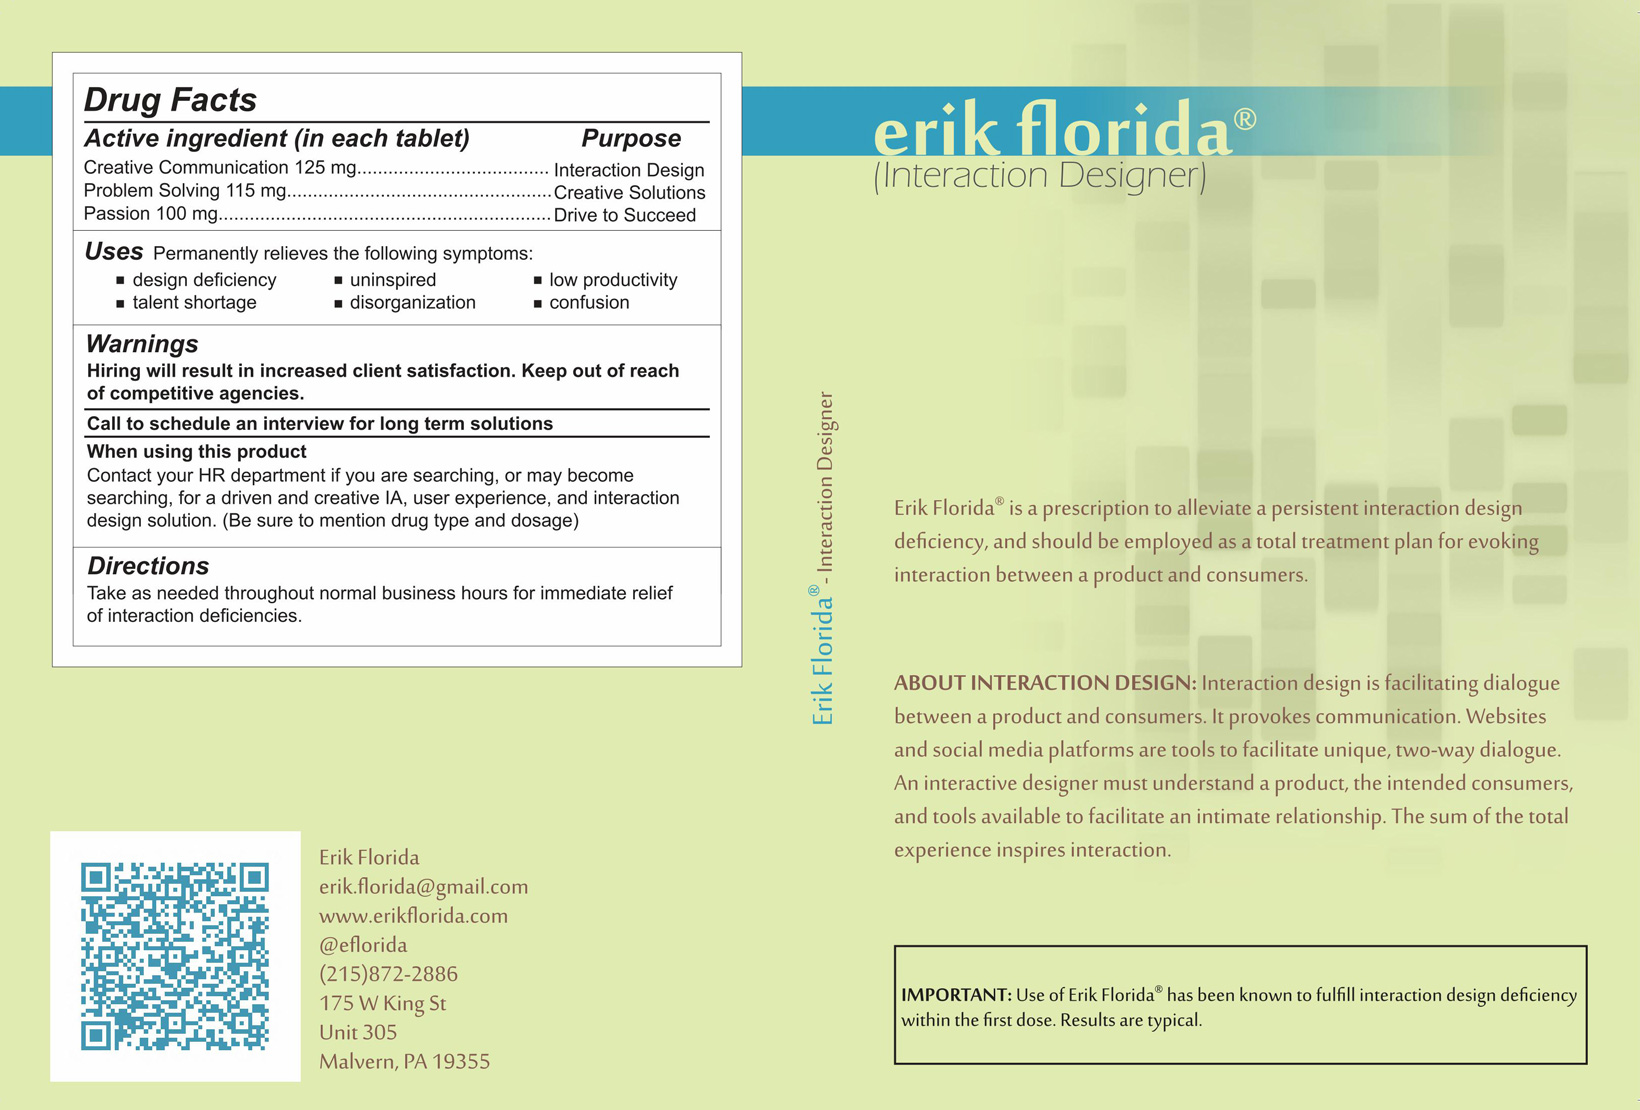 Drug Facts
Active ingredient (in each tablet) Purpose
Creative Communication 125 mg..................................... Interaction Design
Problem Solving 115 mg...................................................Creative Solutions
Passion 100 mg................................................................Drive to Succeed
Uses Permanently relieves the following symptoms:
▪ design deficiency ▪ uninspired ▪ low productivity
▪ talent shortage ▪ disorganization ▪ confusion
Warnings
Hiring will result in increased client satisfaction. Keep out of reach
of competitive agencies.
Call to schedule an interview for long term solutions
When using this product
Contact your HR department if you are searching, or may become
searching, for a driven and creative IA, user experience, and interaction
design solution. (Be sure to mention drug type and dosage)
Directions
Take as needed throughout normal business hours for immediate relief
of interaction deficiencies.
Erik Florida
erik.florida@gmail.com
www.erikflorida.com
@eflorida
(215)872-2886
175 W King St
Unit 305
Malvern, PA 19355
Erik Florida® - Interaction Designer
erik florida®
(Interaction Designer)
Erik Florida® is a prescription to alleviate a persistent interaction design
deficiency, and should be employed as a total treatment plan for evoking
interaction between a product and consumers.
ABOUT INTERACTION DESIGN: Interaction design is facilitating dialogue
between a product and consumers. It provokes communication. Websites
and social media platforms are tools to facilitate unique, two-way dialogue.
An interactive designer must understand a product, the intended consumers,
and tools available to facilitate an intimate relationship. The sum of the total
experience inspires interaction.
IMPORTANT: Use of Erik Florida® has been known to fulfill interaction design deficiency
within the first dose. Results are typical.